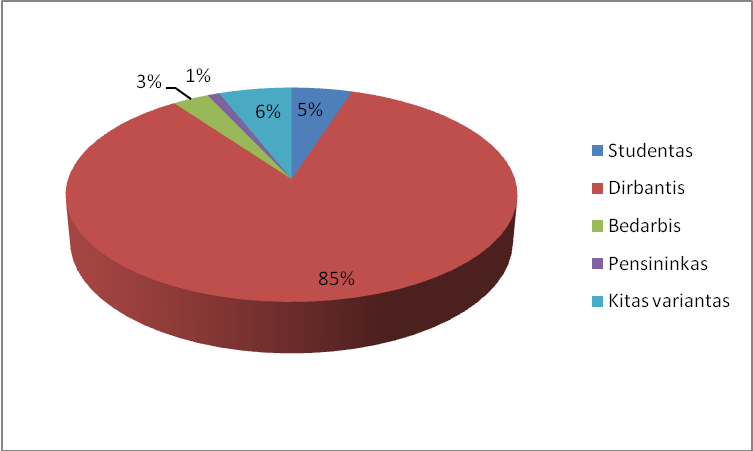 3%
1%
6%
5%
85%
Studentas
Dirbantis
Bedarbis
Pensininkas
Kitas variantas